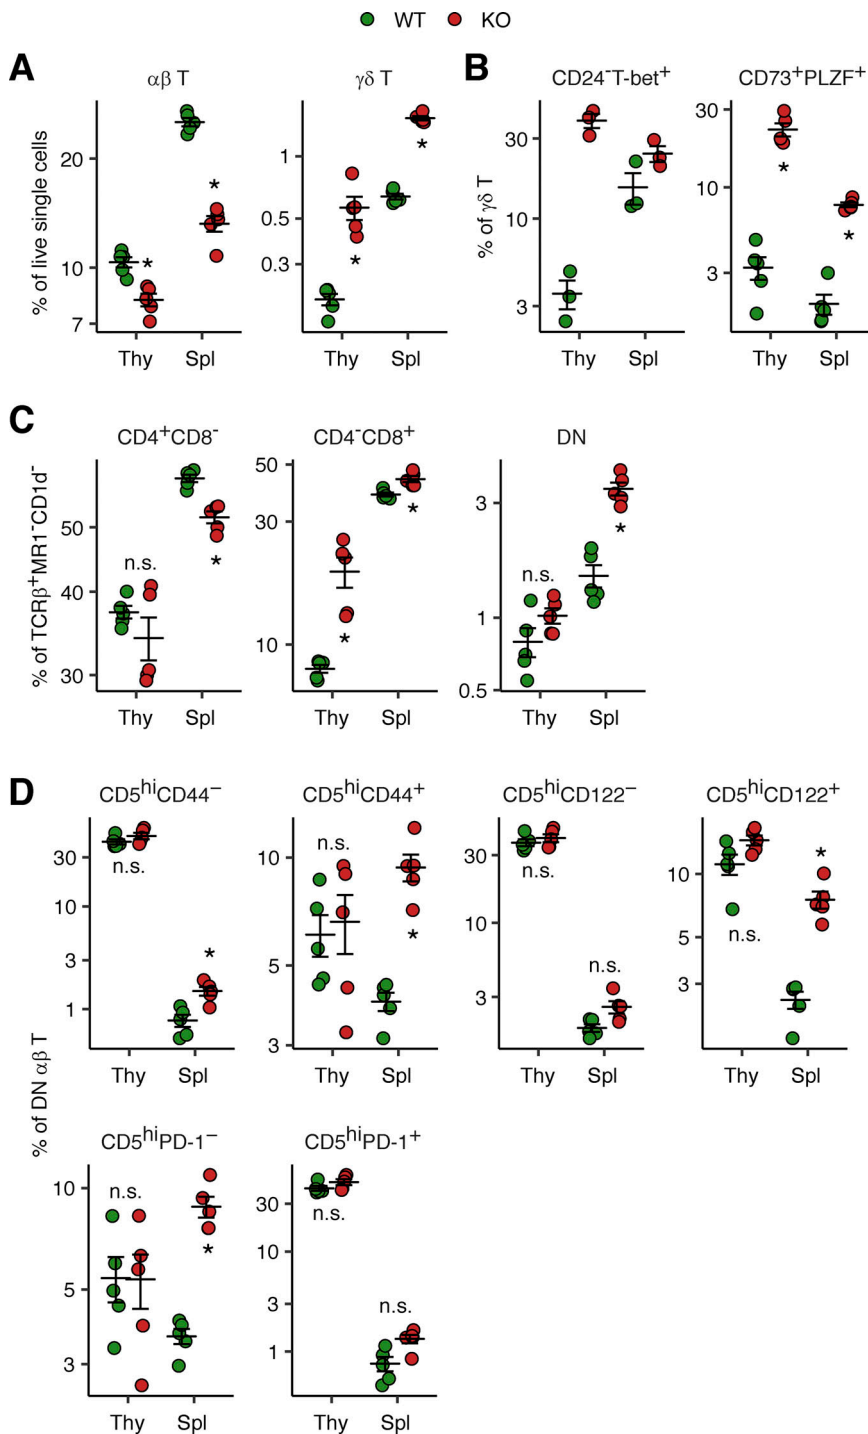 WT KO
A
αβ T
γδ T
% of live single cells
20
10
7
Thy Spl
1
0.5
0.3
Thy Spl
B
CD24⁻T-bet⁺
CD73⁺PLZF⁺
% of γδ T
30
10
3
Thy Spl
30
10
3
Thy Spl
* * * * * *
C
CD4⁺CD8⁻
CD4⁻CD8⁺
DN
% of TCRβ⁺MR1⁻CD1d⁻
50
40
30
n.s.
*
Thy Spl
50
30
10
*
*
Thy Spl
3
1
0.5
n.s.
*
Thy Spl
D
% of DN αβ T
CD5ʰⁱCD44⁻
30
10
3
1
n.s.
*
Thy Spl
CD5ʰⁱCD44⁺
10
5
3
n.s.
*
Thy Spl
CD5ʰⁱCD122⁻
30
10
3
n.s.
n.s.
Thy Spl
CD5ʰⁱCD122⁺
10
5
3
n.s.
*
Thy Spl
CD5ʰⁱPD-1⁻
10
5
3
n.s.
*
Thy Spl
CD5ʰⁱPD-1⁺
30
10
3
1
n.s.
n.s.
Thy Spl